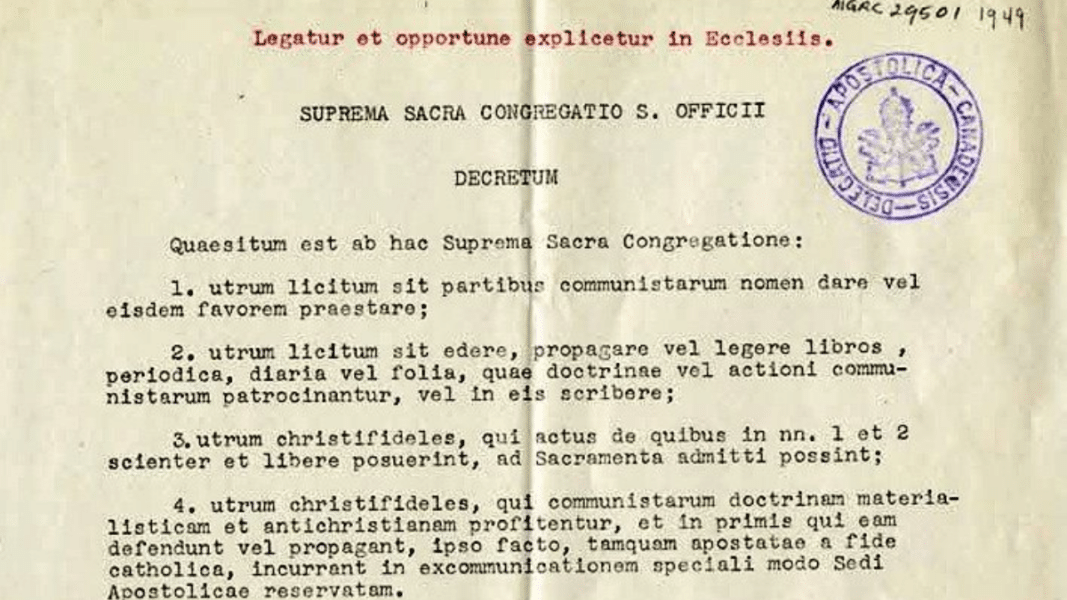 MGRC 29501 1949
Legatur et opportune explicetur in Ecclesiis.
SUPREMA SACRA CONGREGATIO S. OFFICII
DELEGATIO - APOSTOLICA - CANADENSIS -
DECRETUM
Quaesitum est ab hac Suprema Sacra Congregatione:
1. utrum licitum sit partibus communistarum nomen dare vel
eisdem favorem praestare;
2. utrum licitum sit edere, propagare vel legere libros ,
periodica, diaria vel folia, quae doctrinae vel actioni commu-
nistarum patrocinantur, vel in eis scribere;
3.utrum christifideles, qui actus de quibus in nn. 1 et 2
scienter et libere posuerint, ad Sacramenta admitti possint;
4. utrum christifideles, qui communistarum doctrinam materia-
listicam et antichristianam profitentur, et in primis qui eam
defendunt vel propagant, ipso facto, tamquam apostatae a fide
catholica, incurrant in excommunicationem speciali modo Sedi
Apostolicae reservatam.